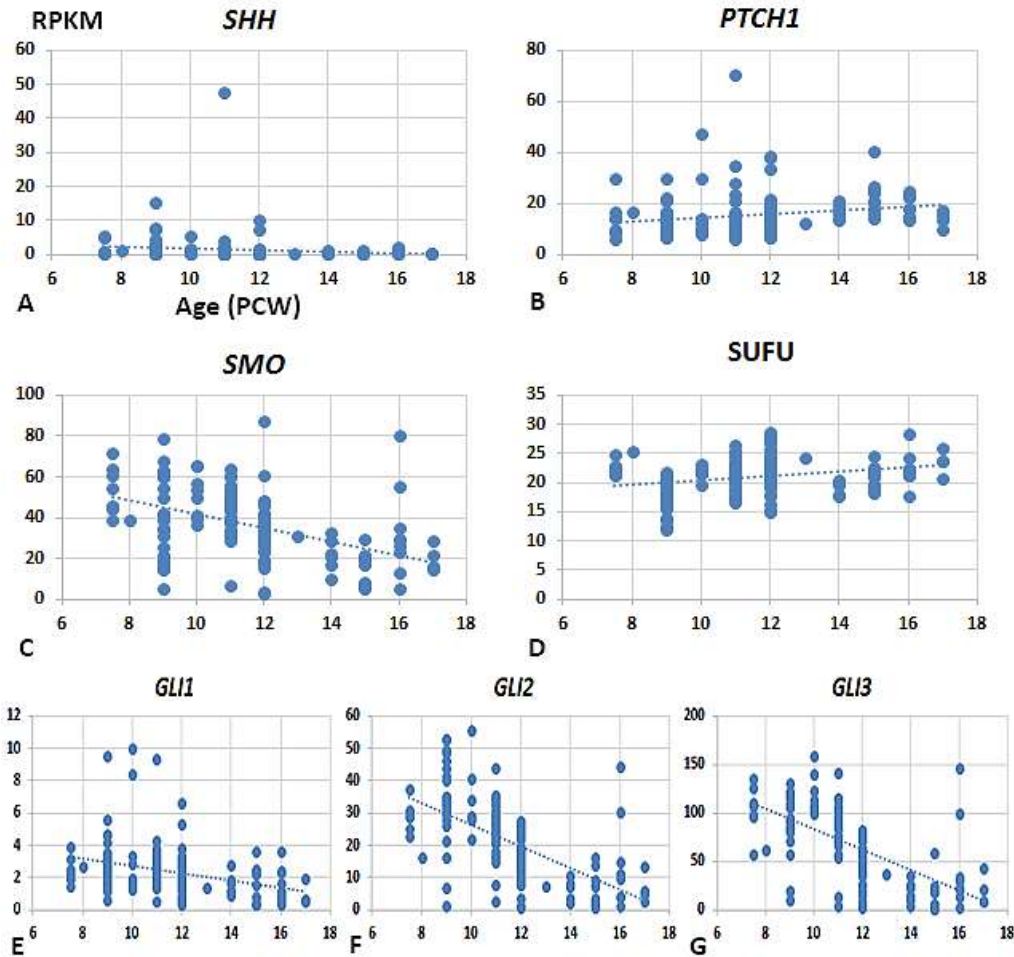 RPKM SHH PTCH1
60 80
50
40 60
30 40
20
10 20
0 0
6 8 10 12 14 16 18 6 8 10 12 14 16 18
A Age (PCW) B
SMO SUFU
100 35
80 30
25
60 20
40 15
20 10
5
0 0
6 8 10 12 14 16 18 6 8 10 12 14 16 18
C D
GLI1 GLI2 GLI3
12 60 200
10 50
8 40 150
6 30 100
4 20
2 10 50
0 0 0
6 8 10 12 14 16 18 6 8 10 12 14 16 18 6 8 10 12 14 16 18
E F G